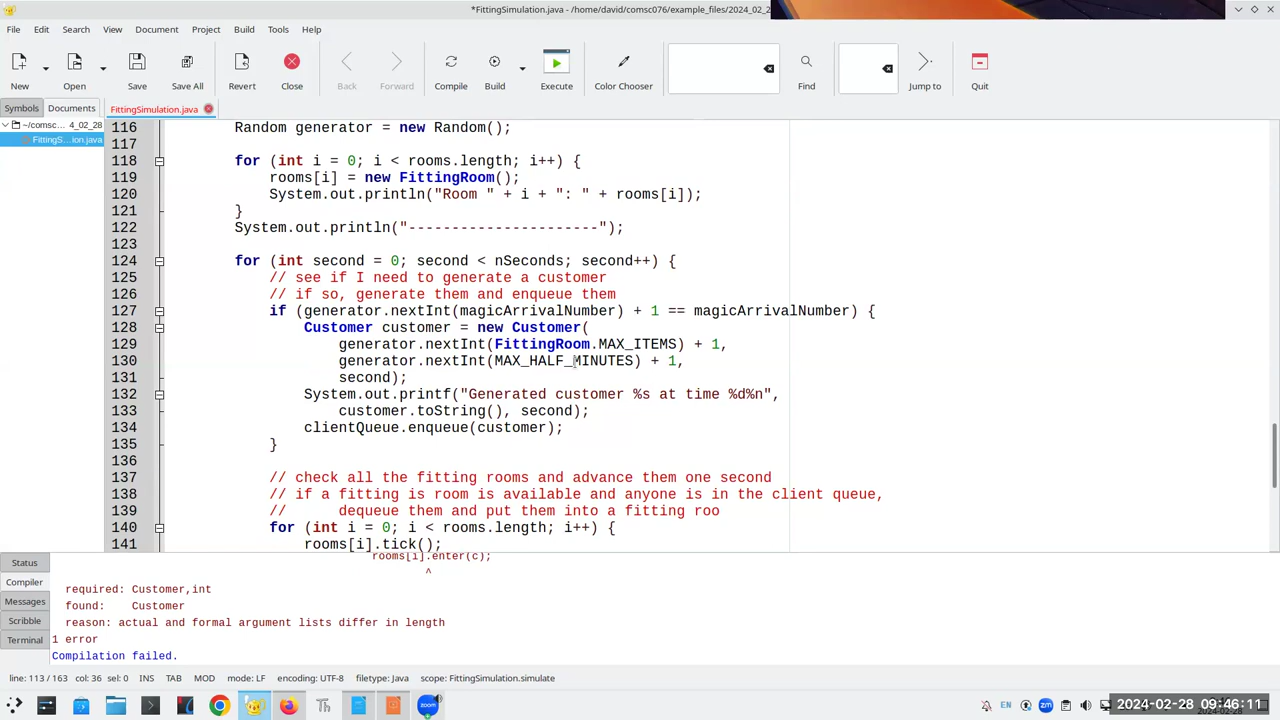 *FittingSimulation.java - /home/david/comsc076/example_files/2024_02_2
File Edit Search View Document Project Build Tools Help
New Open Save Save All Revert Close Back Forward Compile Build Execute Color Chooser Find Jump to Quit
Symbols Documents FittingSimulation.java
~/comsc... 4_02_28
FittingS...ion.java
116 Random generator = new Random();
117
118 for (int i = 0; i < rooms.length; i++) {
119 rooms[i] = new FittingRoom();
120 System.out.println("Room " + i + ": " + rooms[i]);
121 }
122 System.out.println("----------------------");
123
124 for (int second = 0; second < nSeconds; second++) {
125 // see if I need to generate a customer
126 // if so, generate them and enqueue them
127 if (generator.nextInt(magicArrivalNumber) + 1 == magicArrivalNumber) {
128 Customer customer = new Customer(
129 generator.nextInt(FittingRoom.MAX_ITEMS) + 1,
130 generator.nextInt(MAX_HALF_MINUTES) + 1,
131 second);
132 System.out.printf("Generated customer %s at time %d%n",
133 customer.toString(), second);
134 clientQueue.enqueue(customer);
135 }
136
137 // check all the fitting rooms and advance them one second
138 // if a fitting is room is available and anyone is in the client queue,
139 // dequeue them and put them into a fitting roo
140 for (int i = 0; i < rooms.length; i++) {
141 rooms[i].tick();
Status
Compiler
Messages
Scribble
Terminal
rooms[i].enter(c);
^
required: Customer,int
found: Customer
reason: actual and formal argument lists differ in length
1 error
Compilation failed.
line: 113 / 163 col: 36 sel: 0 INS TAB MOD mode: LF encoding: UTF-8 filetype: Java scope: FittingSimulation.simulate
Th zoom EN zm 2024-02-28 09:46:11